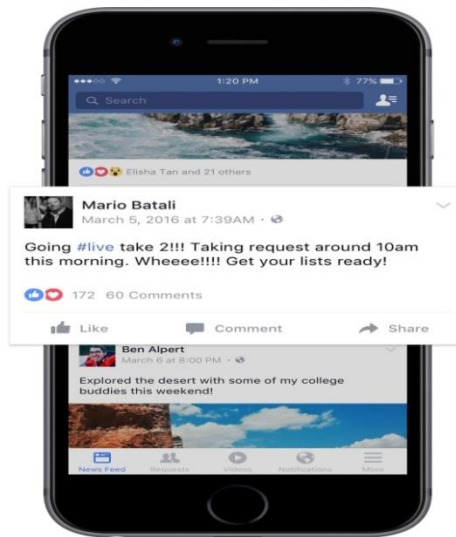 1:20 PM
77%
Search
Elisha Tan and 21 others
Mario Batali
March 5, 2016 at 7:39AM ·
Going #live take 2!!! Taking request around 10am
this morning. Wheeee!!!! Get your lists ready!
172 60 Comments
Like Comment Share
Ben Alpert
March 6 at 8:00 PM ·
Explored the desert with some of my college
buddies this weekend!
News Feed Requests Videos Notifications More